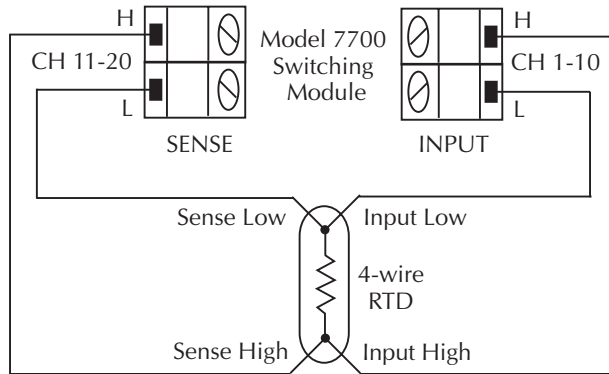 H
CH 11-20
L
SENSE
Model 7700
Switching
Module
H
CH 1-10
L
INPUT
Sense Low
Input Low
4-wire
RTD
Sense High
Input High